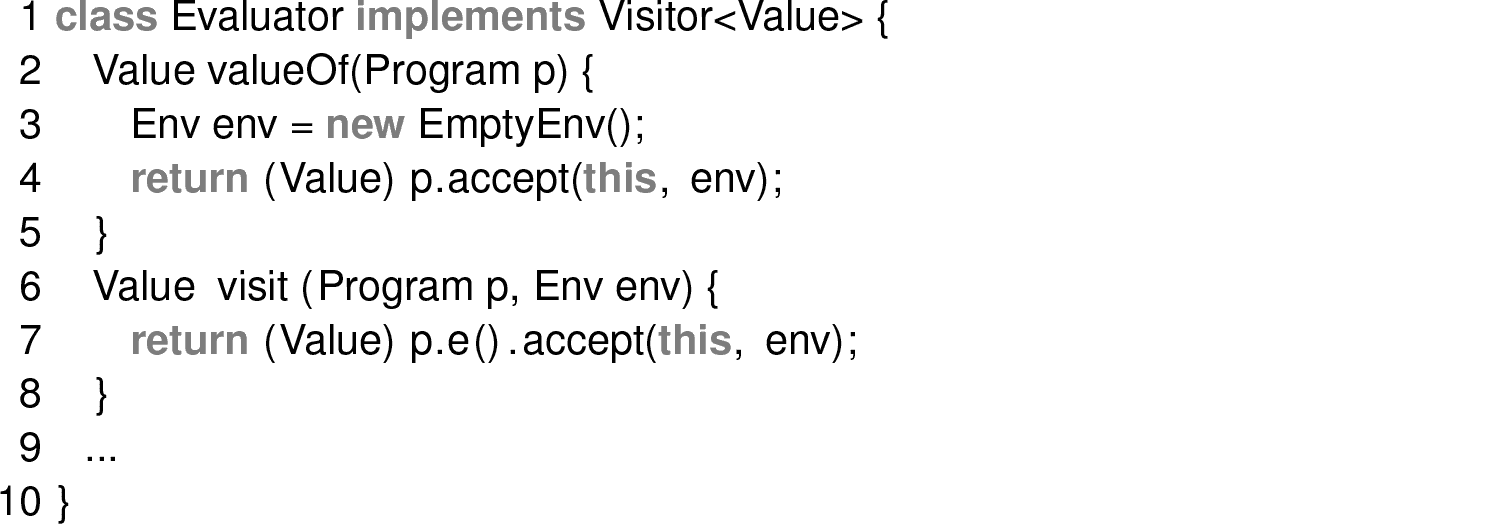 1 class Evaluator implements Visitor<Value> {
2 Value valueOf(Program p) {
3 Env env = new EmptyEnv();
4 return (Value) p.accept(this, env);
5 }
6 Value visit (Program p, Env env) {
7 return (Value) p.e().accept(this, env);
8 }
9 ...
10 }